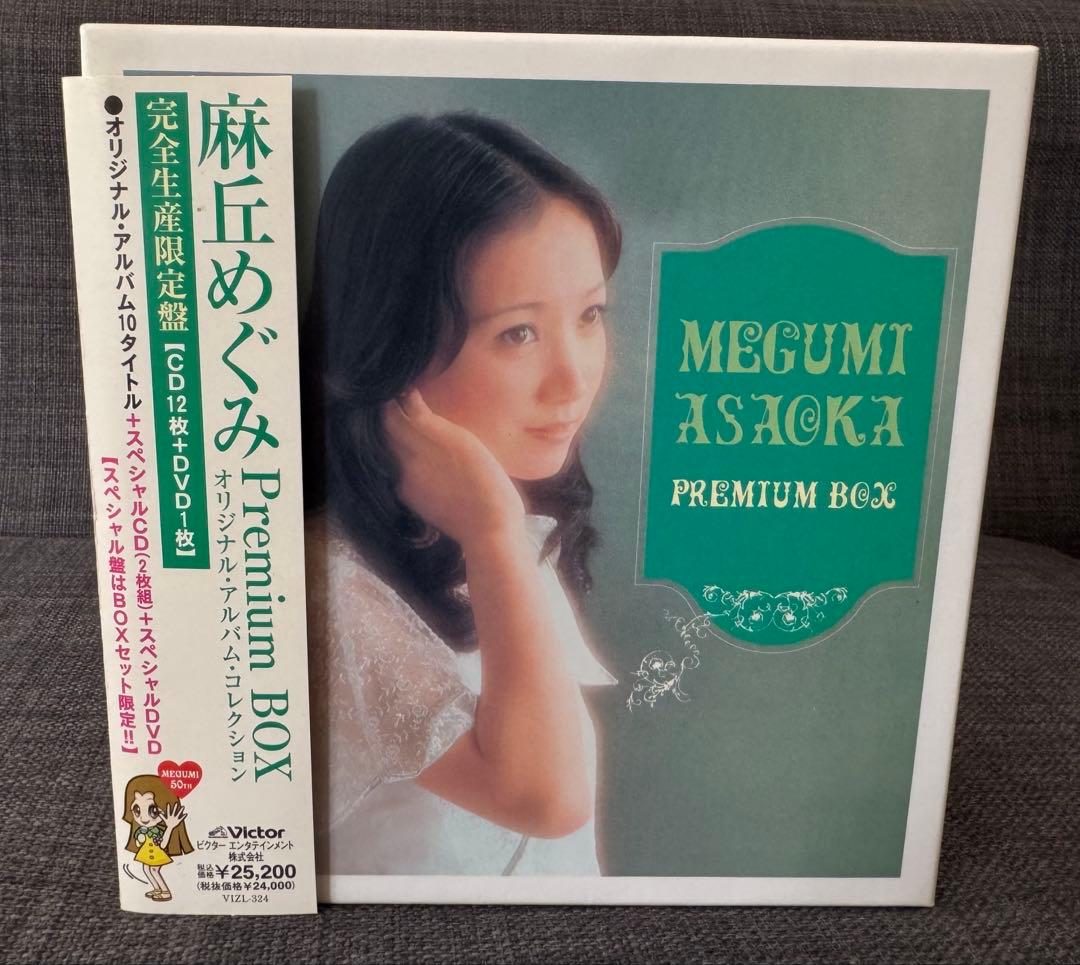 麻丘めぐみ Premium BOX
オリジナル・アルバム・コレクション
完全生産限定盤【CD12枚+DVD1枚】
●オリジナル・アルバム10タイトル+スペシャルCD(2枚組)+スペシャルDVD
【スペシャル盤はBOXセット限定!!】
MEGUMI
50TH
Victor
ビクター エンタテインメント
株式会社
税込価格¥25,200
(税抜価格¥24,000)
VIZL-324
MEGUMI
ASAOKA
PREMIUM BOX